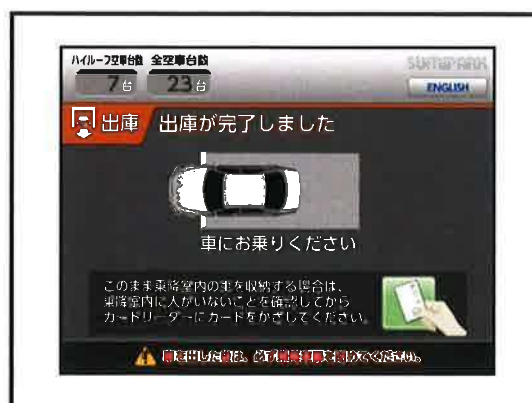 ハイルーフ空車台数 全空車台数
7台 23台
ENGLISH
出庫 出庫が完了しました
車にお乗りください
このまま乗降室内の車を収納する場合は、
乗降室内に人がいないことを確認してから
カードリーダーにカードをかざしてください。